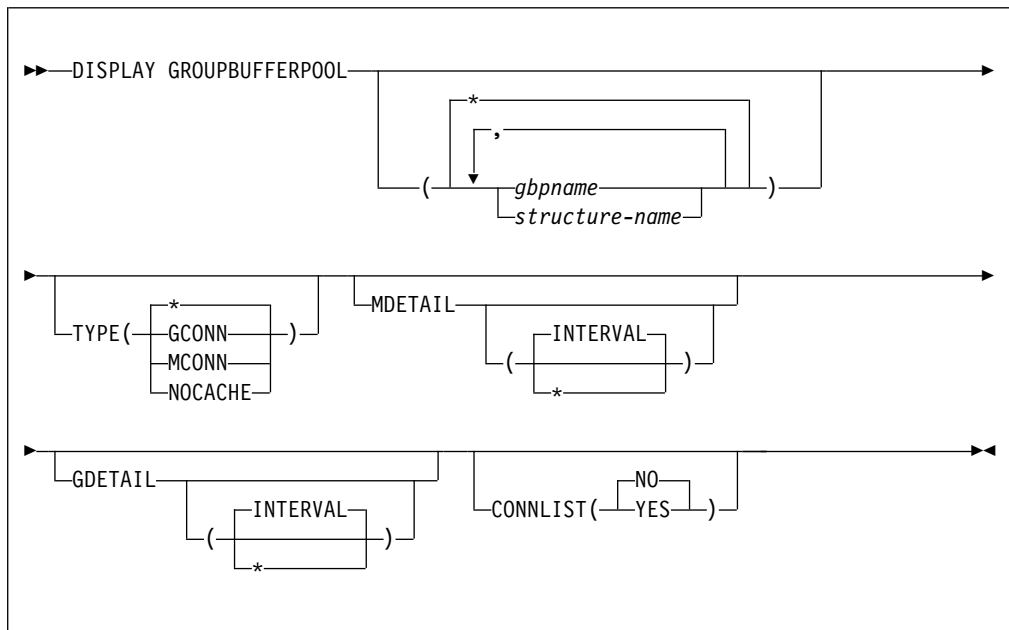 DISPLAY GROUPBUFFERPOOL
*
,
( gbpname )
structure-name
*
TYPE( GCONN )
MCONN
NOCACHE
MDETAIL
INTERVAL
( )
*
GDETAIL
INTERVAL
( )
*
NO
CONNLIST( YES )